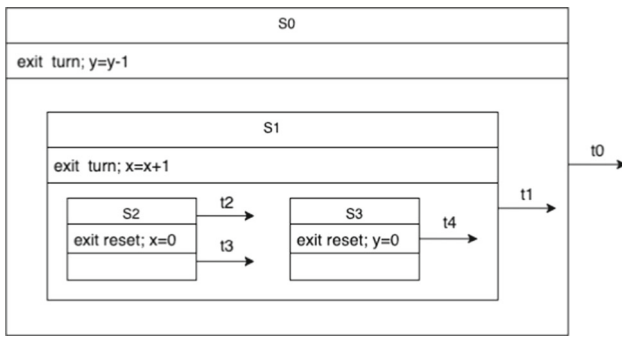 S0
exit turn; y=y-1
S1
exit turn; x=x+1
S2
exit reset; x=0
t2
t3
S3
exit reset; y=0
t4
t1
t0